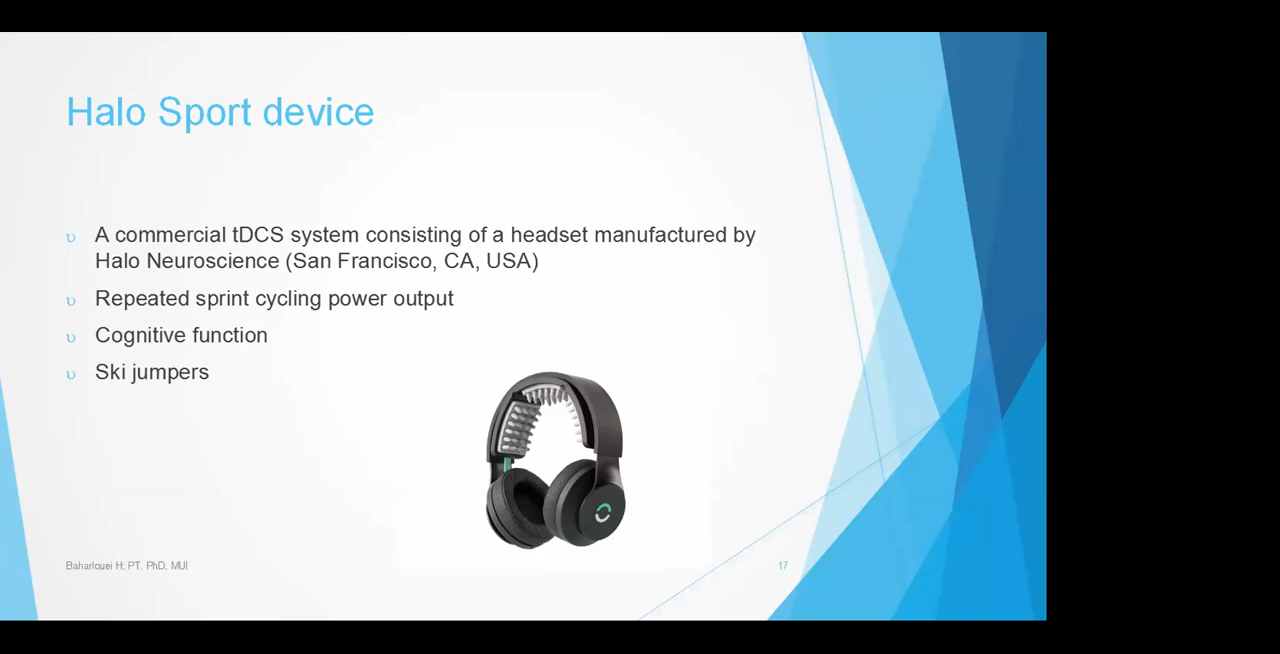 Halo Sport device
υ A commercial tDCS system consisting of a headset manufactured by
Halo Neuroscience (San Francisco, CA, USA)
υ Repeated sprint cycling power output
υ Cognitive function
υ Ski jumpers
Baharlouei H; PT. PhD, MUI
17